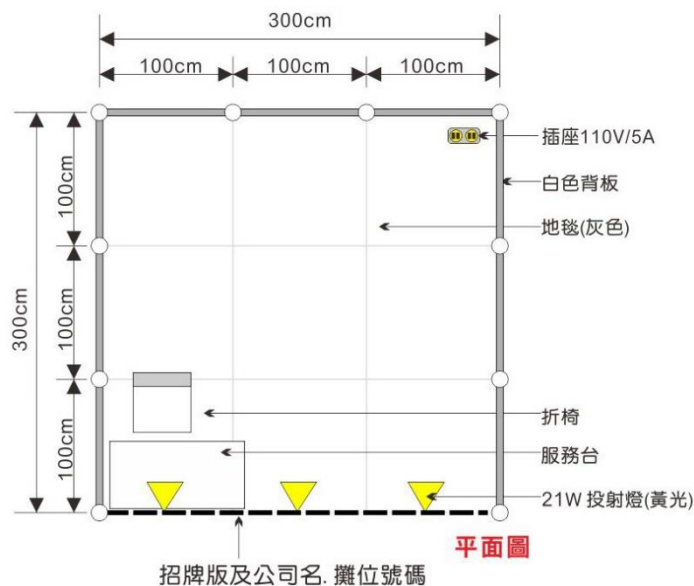 300cm
100cm
100cm
100cm
300cm
100cm
100cm
100cm
插座110V/5A
白色背板
地毯(灰色)
折椅
服務台
21W 投射燈(黃光)
平面圖
招牌版及公司名. 攤位號碼